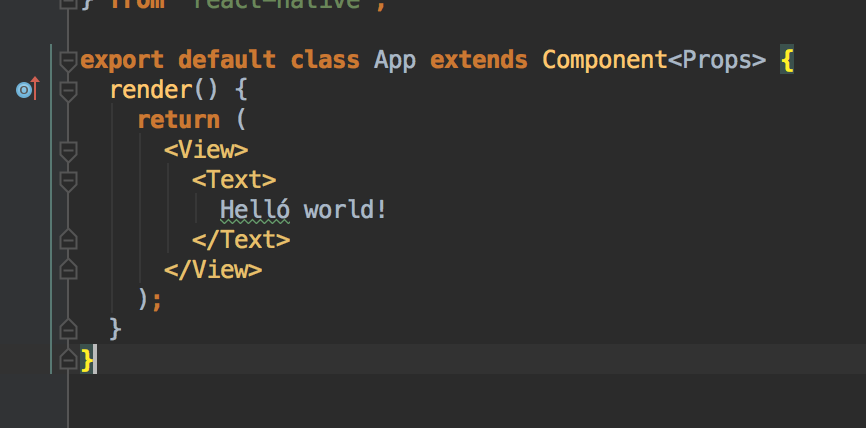 } from 'react-native';
export default class App extends Component<Props> {
render() {
return (
<View>
<Text>
Helló world!
</Text>
</View>
);
}
}